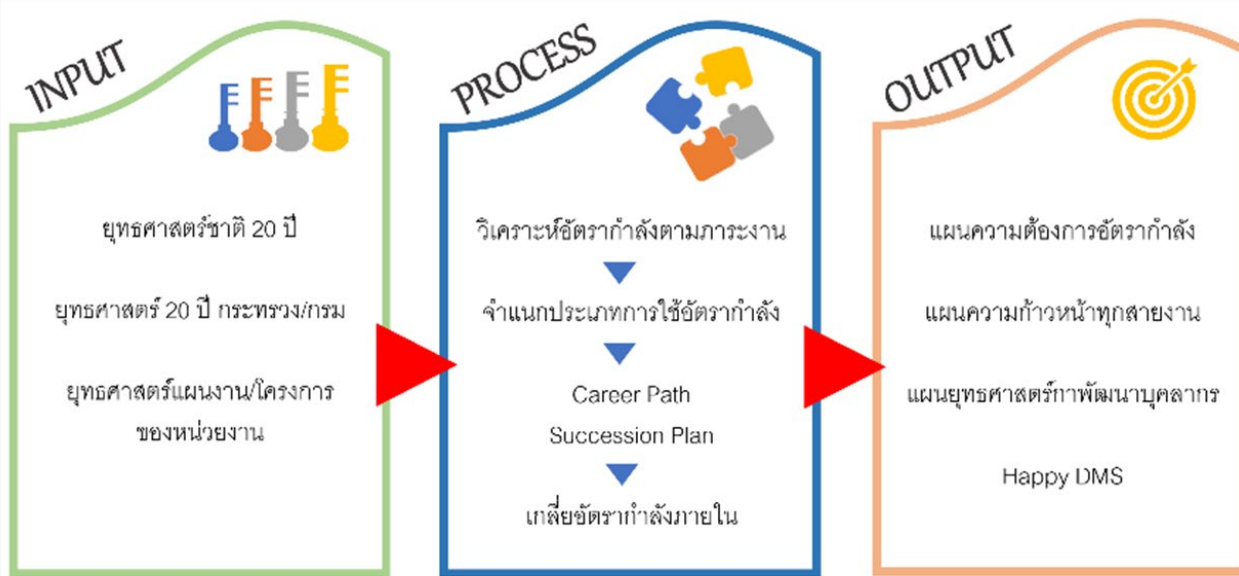 INPUT
ยุทธศาสตร์ชาติ 20 ปี
ยุทธศาสตร์ 20 ปี กระทรวง/กรม
ยุทธศาสตร์แผนงาน/โครงการ
ของหน่วยงาน
PROCESS
วิเคราะห์อัตรากำลังตามภาระงาน
จำแนกประเภทการใช้อัตรากำลัง
Career Path
Succession Plan
เกลี่ยอัตรากำลังภายใน
OUTPUT
แผนความต้องการอัตรากำลัง
แผนความก้าวหน้าทุกสายงาน
แผนยุทธศาสตร์กาพัฒนาบุคลากร
Happy DMS